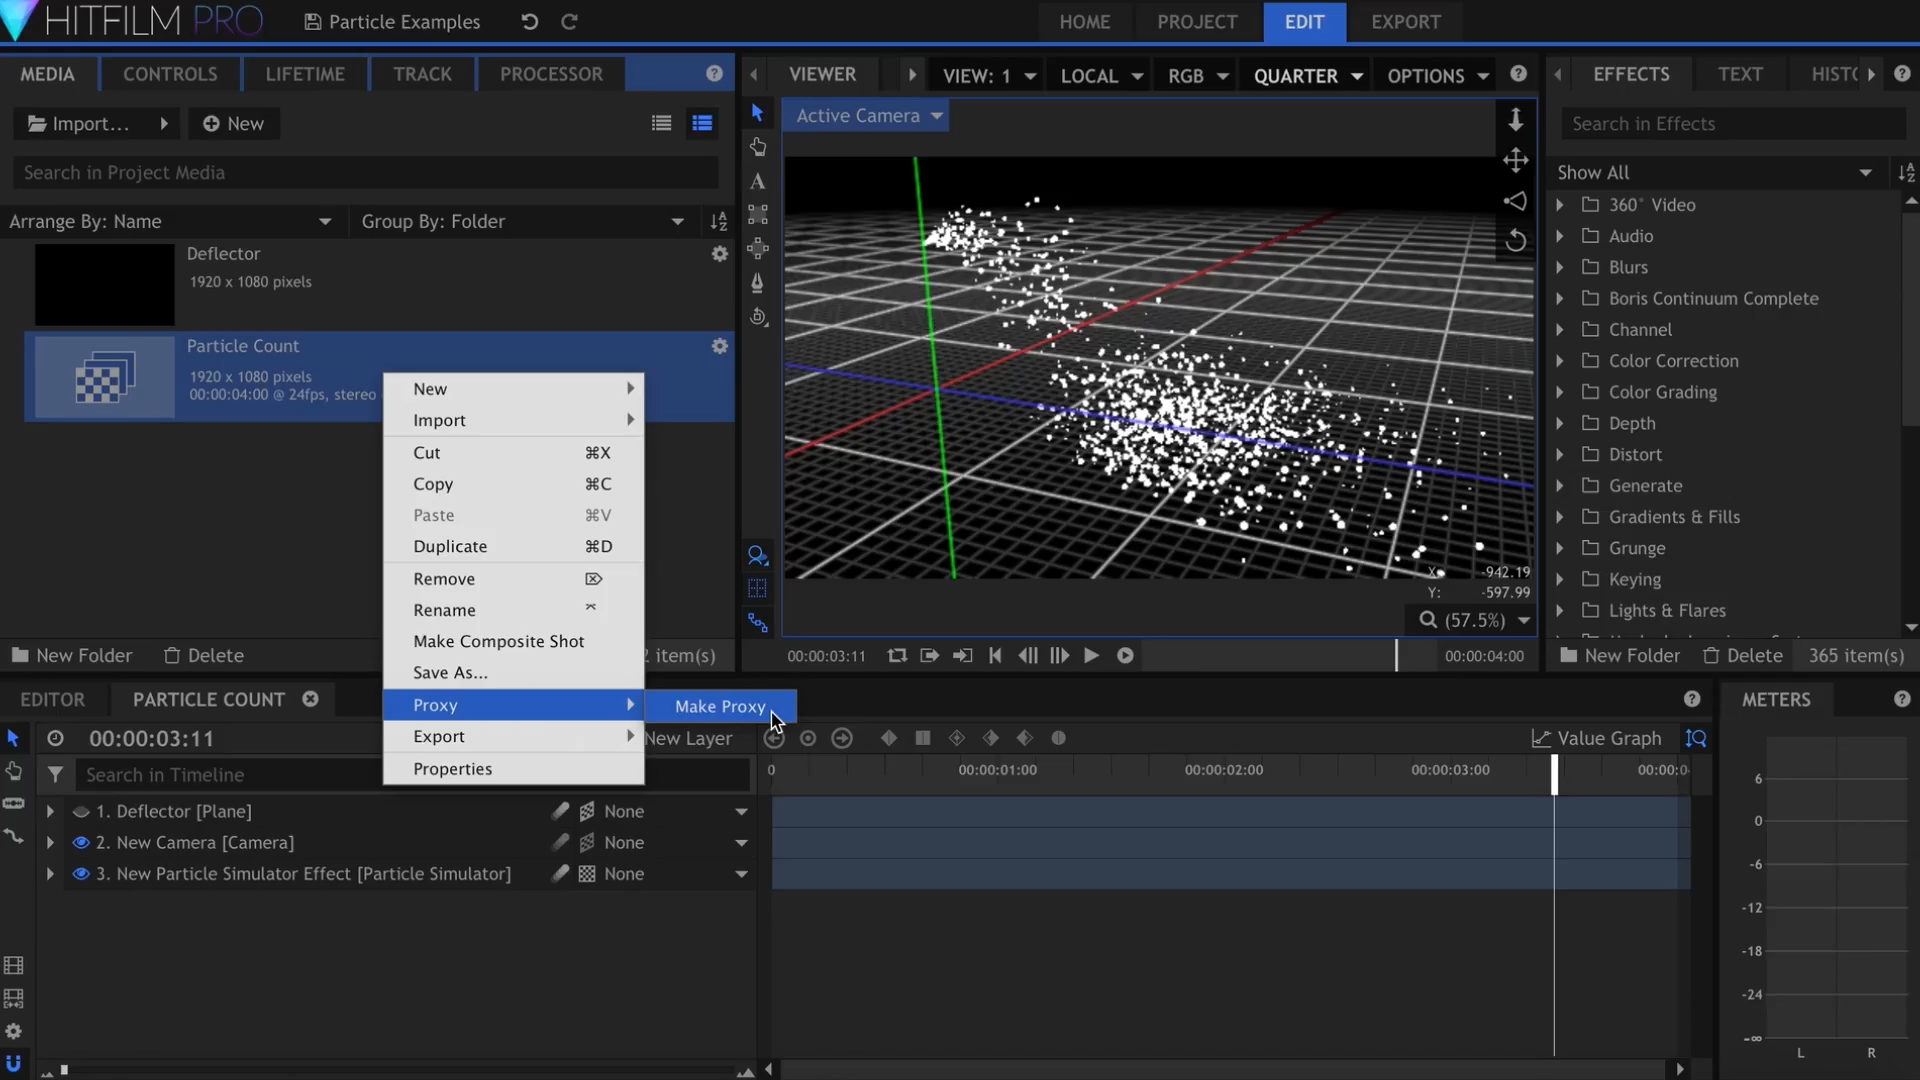 HITFILM PRO
Particle Examples
HOME
PROJECT
EDIT
EXPORT
MEDIA
CONTROLS
LIFETIME
TRACK
PROCESSOR
VIEWER
VIEW: 1
LOCAL
RGB
QUARTER
OPTIONS
EFFECTS
TEXT
Import...
New
Active Camera
Search in Effects
Search in Project Media
Show All
Arrange By: Name
Group By: Folder
Deflector
1920 x 1080 pixels
Particle Count
1920 x 1080 pixels
00:00:04:00 @ 24fps, stereo
New
Import
Cut ⌘X
Copy ⌘C
Paste ⌘V
Duplicate ⌘D
Remove
Rename
Make Composite Shot
Save As...
Proxy
Make Proxy
Export
Properties
360° Video
Audio
Blurs
Boris Continuum Complete
Channel
Color Correction
Color Grading
Depth
Distort
Generate
Gradients & Fills
Grunge
Keying
Lights & Flares
X: -942.19
Y: -597.99
(57.5%)
New Folder
Delete
2 item(s)
00:00:03:11
00:00:04:00
New Folder
Delete
365 item(s)
EDITOR
PARTICLE COUNT
METERS
00:00:03:11
New Layer
Value Graph
Search in Timeline
0
00:00:01:00
00:00:02:00
00:00:03:00
1. Deflector [Plane]
None
2. New Camera [Camera]
None
3. New Particle Simulator Effect [Particle Simulator]
None
6
0
-6
-12
-18
-24
-∞
L
R